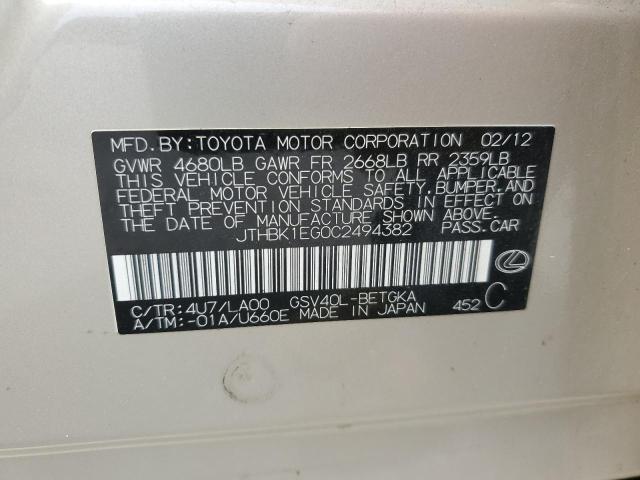 MFD. BY: TOYOTA MOTOR CORPORATION 02/12
GVWR 4680LB GAWR FR 2668LB RR 2359LB
THIS VEHICLE CONFORMS TO ALL APPLICABLE
FEDERAL MOTOR VEHICLE SAFETY, BUMPER, AND
THEFT PREVENTION STANDARDS IN EFFECT ON
THE DATE OF MANUFACTURE SHOWN ABOVE.
JTHBK1EG0C2494382 PASS. CAR
C/TR: 4U7/LA00 GSV40L-BETGKA
A/TM: -01A/U660E MADE IN JAPAN 452 C